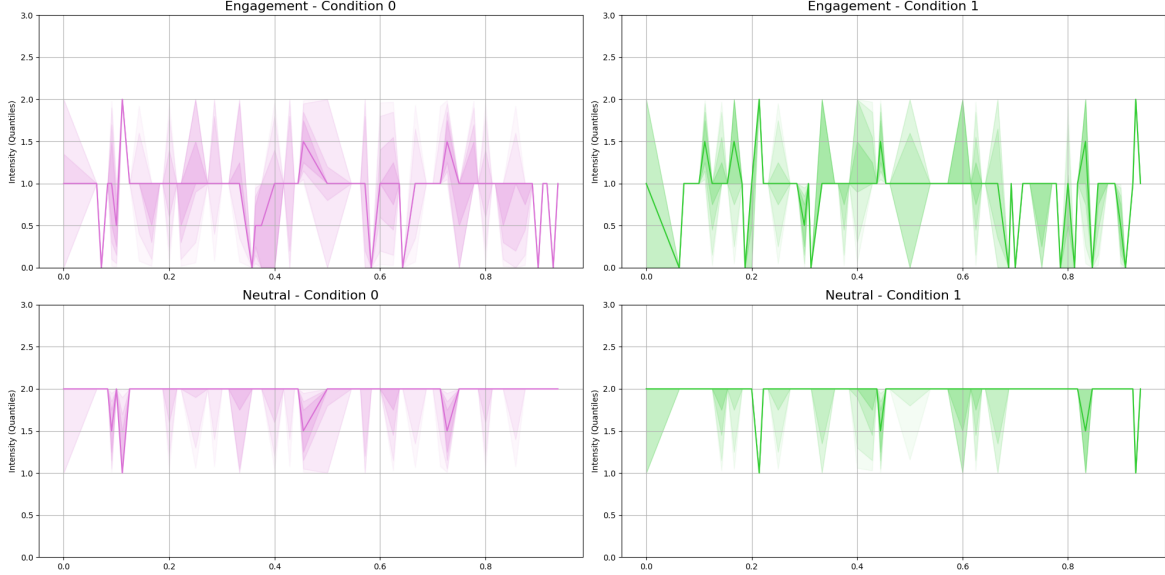 Engagement - Condition 0
Intensity (Quantiles)
3.0
2.5
2.0
1.5
1.0
0.5
0.0
0.0 0.2 0.4 0.6 0.8
Engagement - Condition 1
Intensity (Quantiles)
3.0
2.5
2.0
1.5
1.0
0.5
0.0
0.0 0.2 0.4 0.6 0.8
Neutral - Condition 0
Intensity (Quantiles)
3.0
2.5
2.0
1.5
1.0
0.5
0.0
0.0 0.2 0.4 0.6 0.8
Neutral - Condition 1
Intensity (Quantiles)
3.0
2.5
2.0
1.5
1.0
0.5
0.0
0.0 0.2 0.4 0.6 0.8